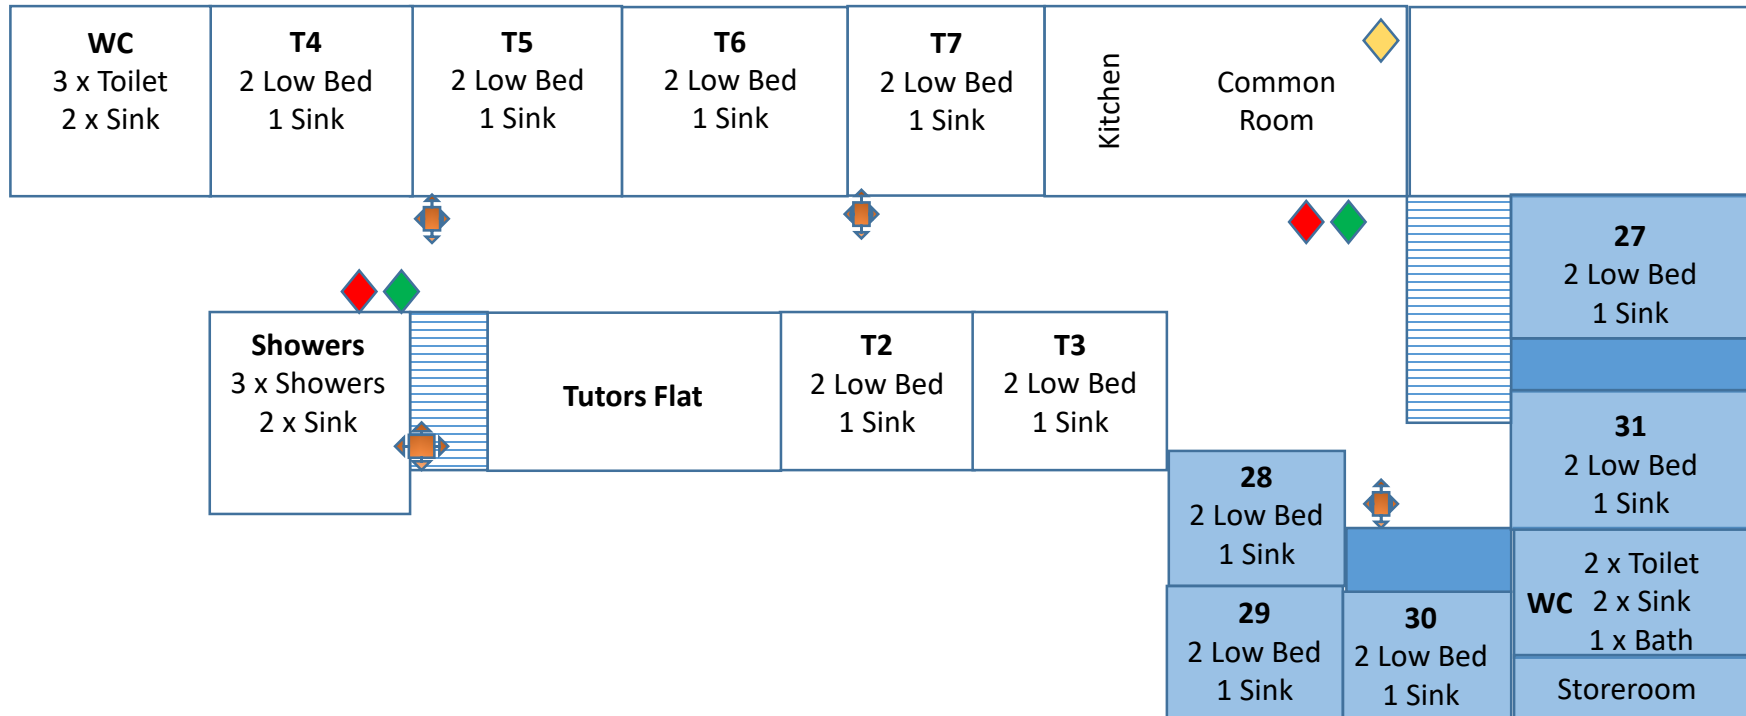 WC
3 x Toilet
2 x Sink
T4
2 Low Bed
1 Sink
T5
2 Low Bed
1 Sink
T6
2 Low Bed
1 Sink
T7
2 Low Bed
1 Sink
Kitchen
Common
Room
27
2 Low Bed
1 Sink
Showers
3 x Showers
2 x Sink
Tutors Flat
T2
2 Low Bed
1 Sink
T3
2 Low Bed
1 Sink
31
2 Low Bed
1 Sink
28
2 Low Bed
1 Sink
29
2 Low Bed
1 Sink
30
2 Low Bed
1 Sink
WC
2 x Toilet
2 x Sink
1 x Bath
Storeroom